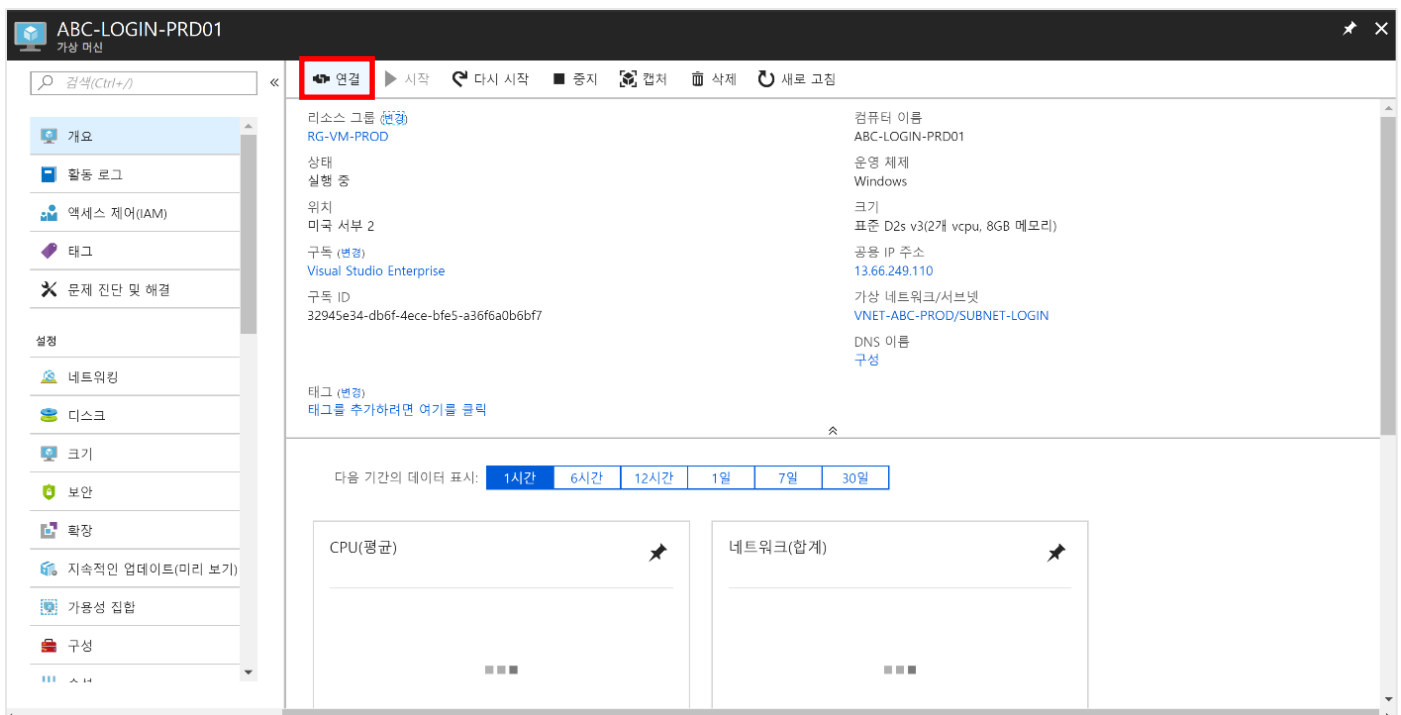 ABC-LOGIN-PRD01
가상 머신
검색(Ctrl+/)
개요
활동 로그
액세스 제어(IAM)
태그
문제 진단 및 해결
설정
네트워킹
디스크
크기
보안
확장
지속적인 업데이트(미리 보기)
가용성 집합
구성
연결 시작 다시 시작 중지 캡처 삭제 새로 고침
리소스 그룹 (변경)
RG-VM-PROD
상태
실행 중
위치
미국 서부 2
구독 (변경)
Visual Studio Enterprise
구독 ID
32945e34-db6f-4ece-bfe5-a36f6a0b6bf7
컴퓨터 이름
ABC-LOGIN-PRD01
운영 체제
Windows
크기
표준 D2s v3(2개 vcpu, 8GB 메모리)
공용 IP 주소
13.66.249.110
가상 네트워크/서브넷
VNET-ABC-PROD/SUBNET-LOGIN
DNS 이름
구성
태그 (변경)
태그를 추가하려면 여기를 클릭
다음 기간의 데이터 표시: 1시간 6시간 12시간 1일 7일 30일
CPU(평균)
네트워크(합계)